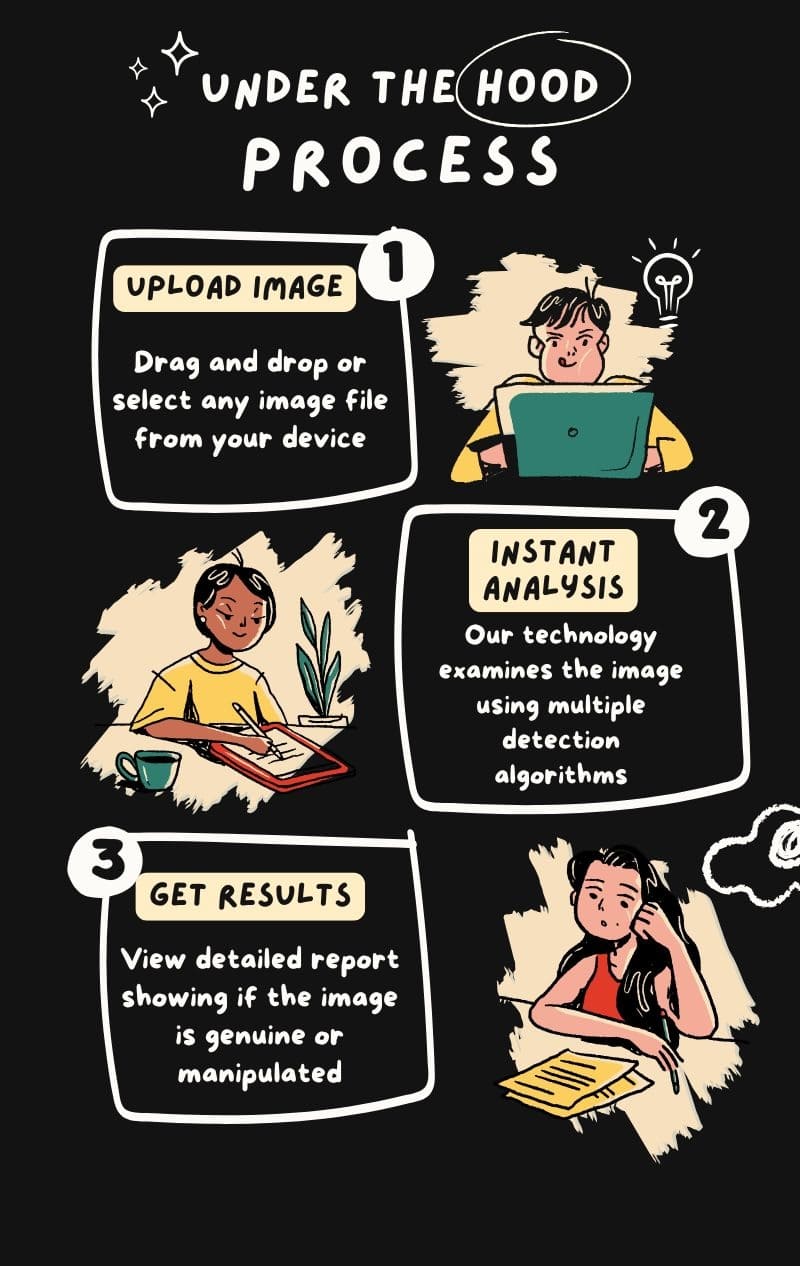 UNDER THE HOOD
PROCESS
1
UPLOAD IMAGE
Drag and drop or
select any image file
from your device
2
INSTANT
ANALYSIS
Our technology
examines the image
using multiple
detection
algorithms
3
GET RESULTS
View detailed report
showing if the image
is genuine or
manipulated